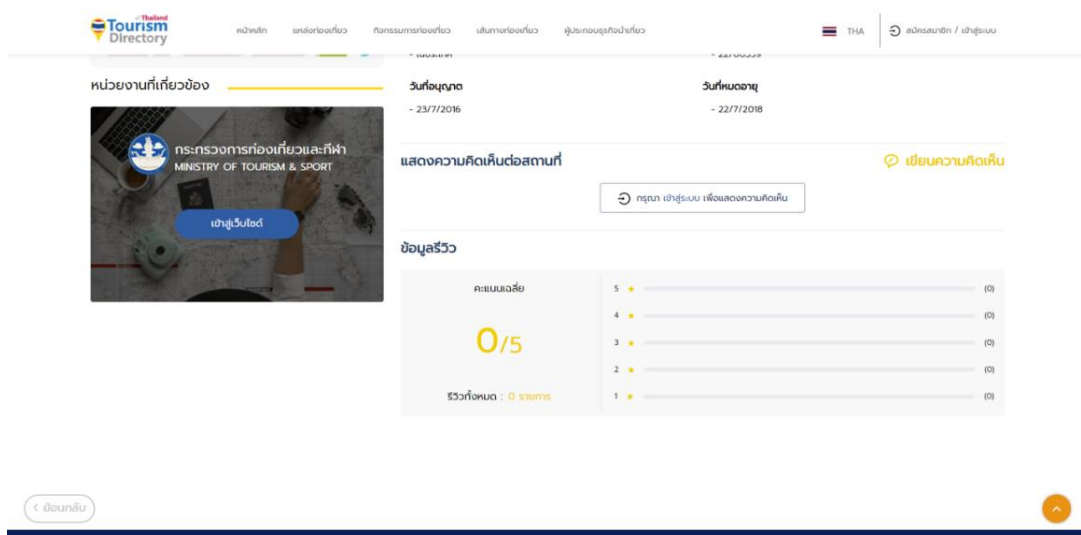 Thailand
Tourism
Directory
หน้าหลัก
แหล่งท่องเที่ยว
กิจกรรมการท่องเที่ยว
เส้นทางท่องเที่ยว
ผู้ประกอบธุรกิจนำเที่ยว
THA
สมัครสมาชิก / เข้าสู่ระบบ
หน่วยงานที่เกี่ยวข้อง
กระทรวงการท่องเที่ยวและกีฬา
MINISTRY OF TOURISM & SPORT
เข้าสู่เว็บไซต์
วันที่อนุญาต
- 23/7/2016
วันที่หมดอายุ
- 22/7/2018
แสดงความคิดเห็นต่อสถานที่
เขียนความคิดเห็น
กรุณา เข้าสู่ระบบ เพื่อแสดงความคิดเห็น
ข้อมูลรีวิว
คะแนนเฉลี่ย
0/5
รีวิวทั้งหมด : 0 รายการ
5 (0)
4 (0)
3 (0)
2 (0)
1 (0)
ย้อนกลับ